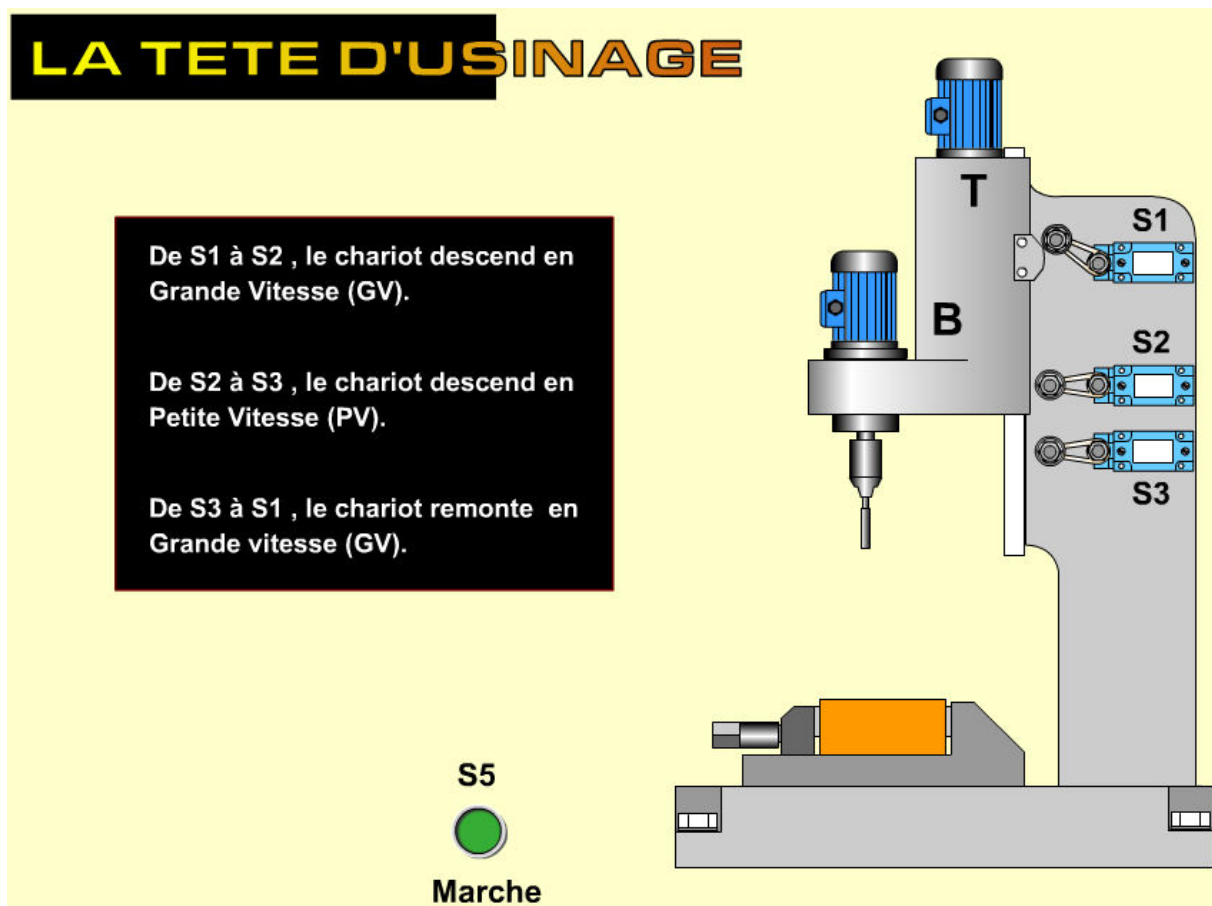 LA TETE D'USINAGE
De S1 à S2 , le chariot descend en
Grande Vitesse (GV).
De S2 à S3 , le chariot descend en
Petite Vitesse (PV).
De S3 à S1 , le chariot remonte en
Grande vitesse (GV).
T
S1
B
S2
S3
S5
Marche